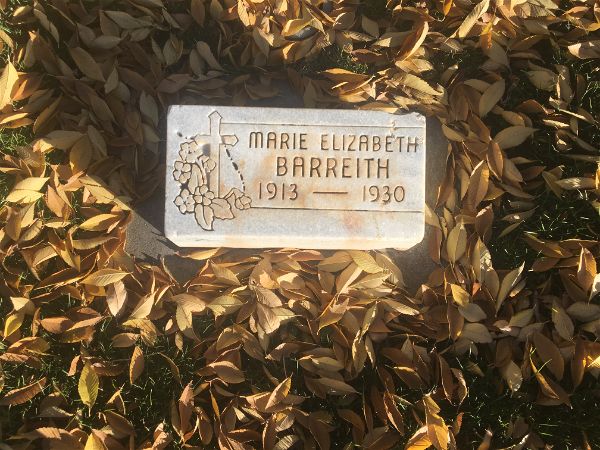 MARIE ELIZABETH
BARREITH
1913 — 1930